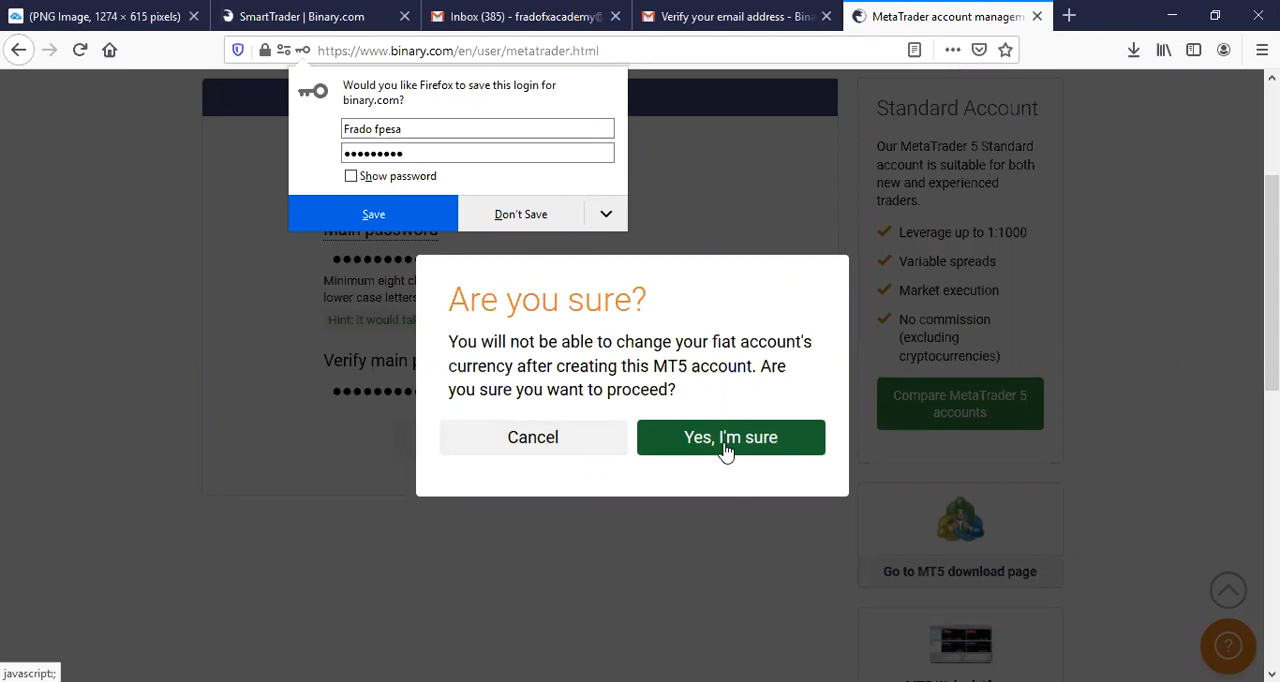 (PNG Image, 1274 × 615 pixels)
SmartTrader | Binary.com
Inbox (385) - fradofxacademy@
Verify your email address - Bina
MetaTrader account managem
https://www.binary.com/en/user/metatrader.html
Would you like Firefox to save this login for
binary.com?
Frado fpesa
●●●●●●●●●
Show password
Save
Don't Save
Main password
Minimum eight c
lower case letters
Hint: it would tak
Verify main p
Are you sure?
You will not be able to change your fiat account's
currency after creating this MT5 account. Are
you sure you want to proceed?
Cancel
Yes, I'm sure
Standard Account
Our MetaTrader 5 Standard
account is suitable for both
new and experienced
traders.
Leverage up to 1:1000
Variable spreads
Market execution
No commission
(excluding
cryptocurrencies)
Compare MetaTrader 5
accounts
Go to MT5 download page
javascript:;